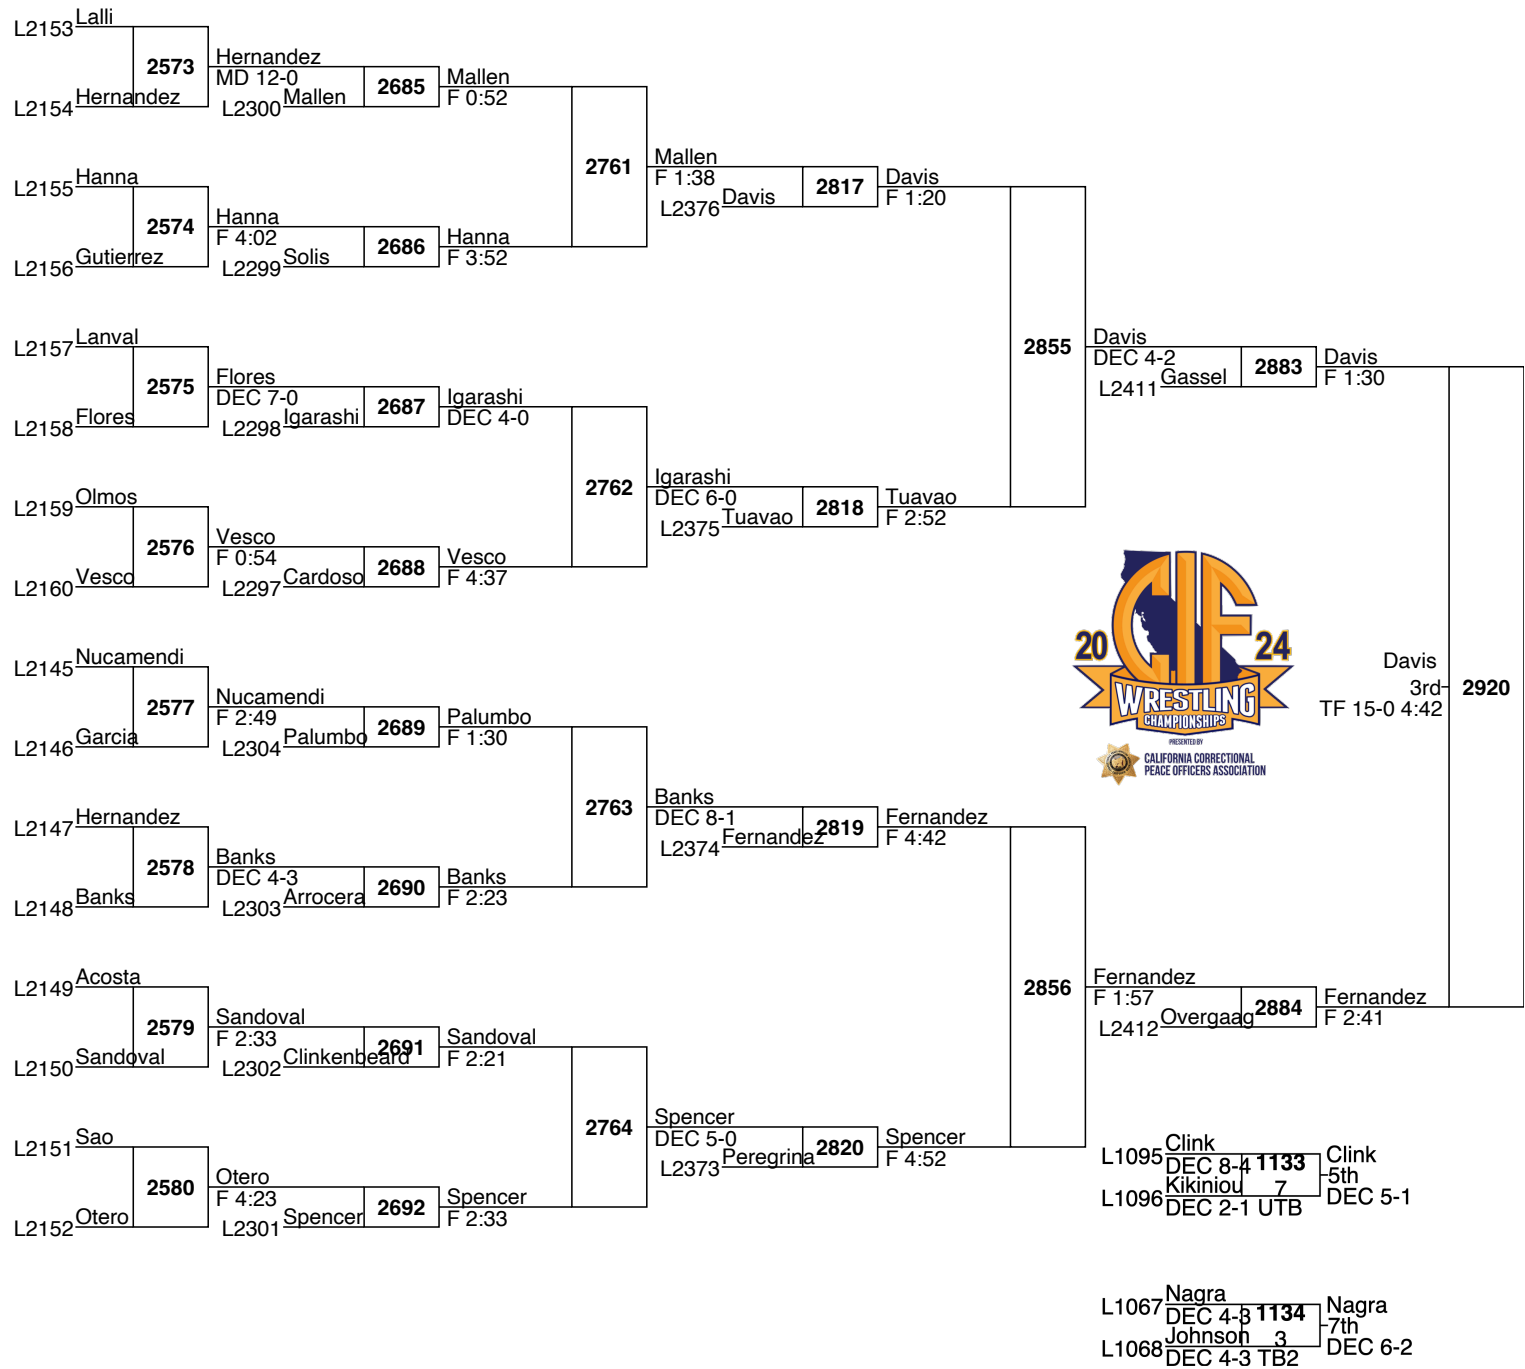 L2153 Lalli
2573
L2154 Hernandez
Hernandez
MD 12-0
L2300 Mallen
2685
Mallen
F 0:52
L2155 Hanna
2574
L2156 Gutierrez
Hanna
F 4:02
L2299 Solis
2686
Hanna
F 3:52
2761
Mallen
F 1:38
L2376 Davis
2817
Davis
F 1:20
L2157 Lanval
2575
L2158 Flores
Flores
DEC 7-0
L2298 Igarashi
2687
Igarashi
DEC 4-0
L2159 Olmos
2576
L2160 Vesco
Vesco
F 0:54
L2297 Cardoso
2688
Vesco
F 4:37
2762
Igarashi
DEC 6-0
L2375 Tuavao
2818
Tuavao
F 2:52
2855
Davis
DEC 4-2
L2411 Gassel
2883
Davis
F 1:30
L2145 Nucamendi
2577
L2146 Garcia
Nucamendi
F 2:49
L2304 Palumbo
2689
Palumbo
F 1:30
L2147 Hernandez
2578
L2148 Banks
Banks
DEC 4-3
L2303 Arrocera
2690
Banks
F 2:23
2763
Banks
DEC 8-1
L2374 Fernandez
2819
Fernandez
F 4:42
L2149 Acosta
2579
L2150 Sandoval
Sandoval
F 2:33
L2302 Clinkenbeard
2691
Sandoval
F 2:21
L2151 Sao
2580
L2152 Otero
Otero
F 4:23
L2301 Spencer
2692
Spencer
F 2:33
2764
Spencer
DEC 5-0
L2373 Peregrina
2820
Spencer
F 4:52
2856
Fernandez
F 1:57
L2412 Overgaag
2884
Fernandez
F 2:41
Davis
3rd
TF 15-0 4:42
2920
20 CIF 24
WRESTLING
CHAMPIONSHIPS
PRESENTED BY
CALIFORNIA CORRECTIONAL
PEACE OFFICERS ASSOCIATION
L1095 Clink
DEC 8-4
1133
L1096 Kikiniou
7
DEC 2-1 UTB
Clink
5th
DEC 5-1
L1067 Nagra
DEC 4-3
1134
L1068 Johnson
3
DEC 4-3 TB2
Nagra
7th
DEC 6-2